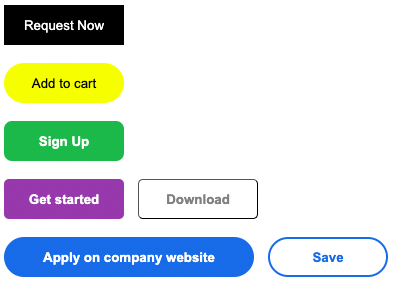 Request Now
Add to cart
Sign Up
Get started
Download
Apply on company website
Save